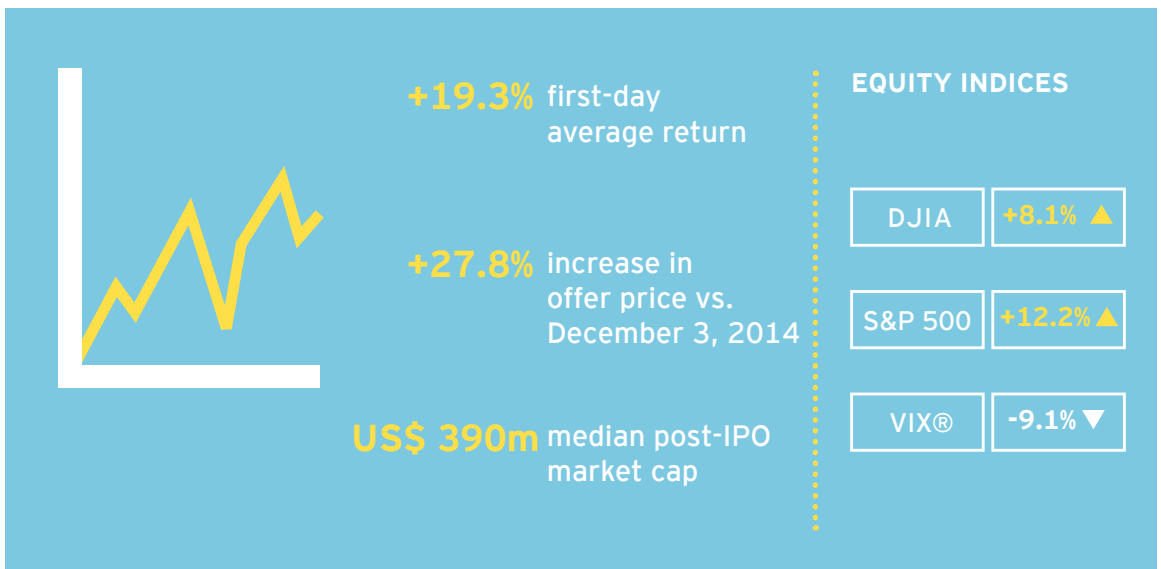 +19.3% first-day
average return
+27.8% increase in
offer price vs.
December 3, 2014
US$ 390m median post-IPO
market cap
EQUITY INDICES
DJIA +8.1% ▲
S&P 500 +12.2% ▲
VIX® -9.1% ▼